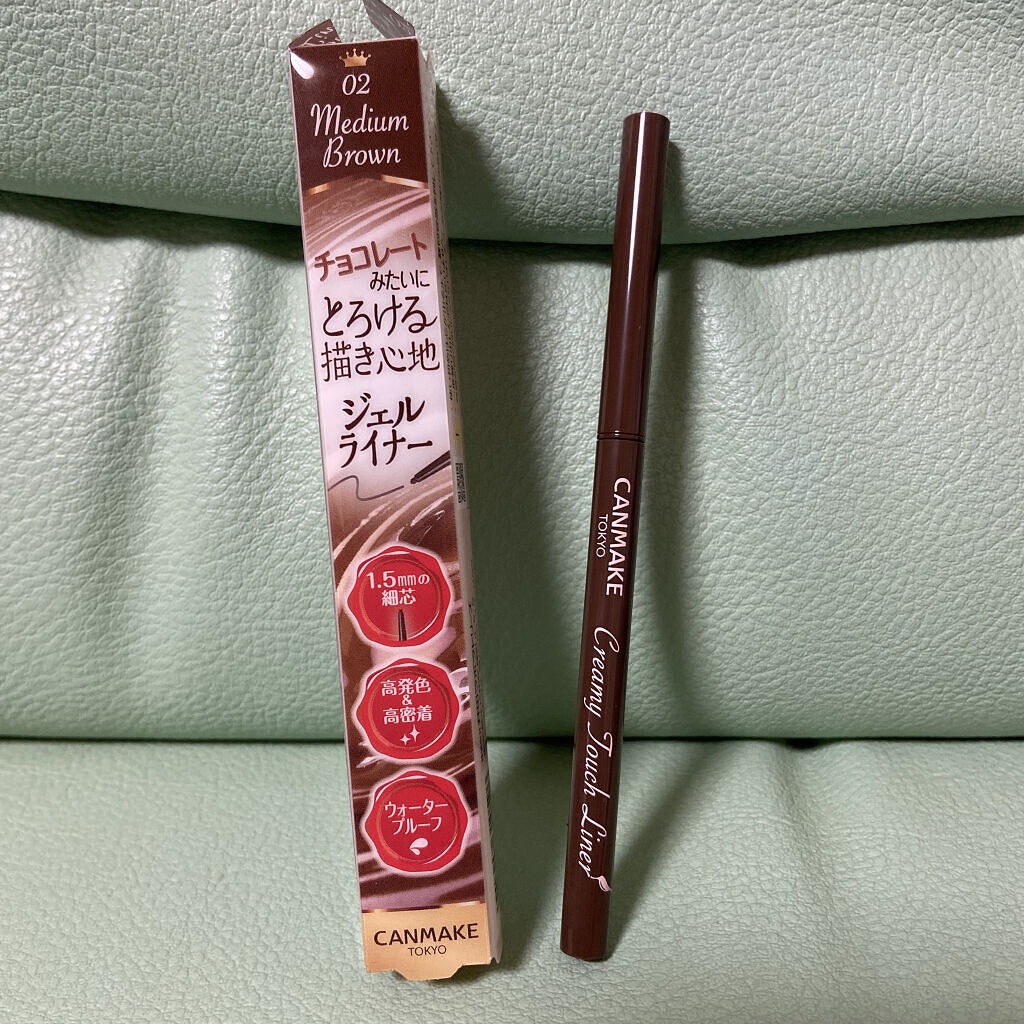 02
Medium
Brown
チョコレート
みたいに
とろける
描き心地
ジェル
ライナー
1.5mmの
細芯
高発色
&
高密着
ウォーター
プルーフ
CANMAKE
TOKYO
CANMAKE
TOKYO
Creamy Touch Liner